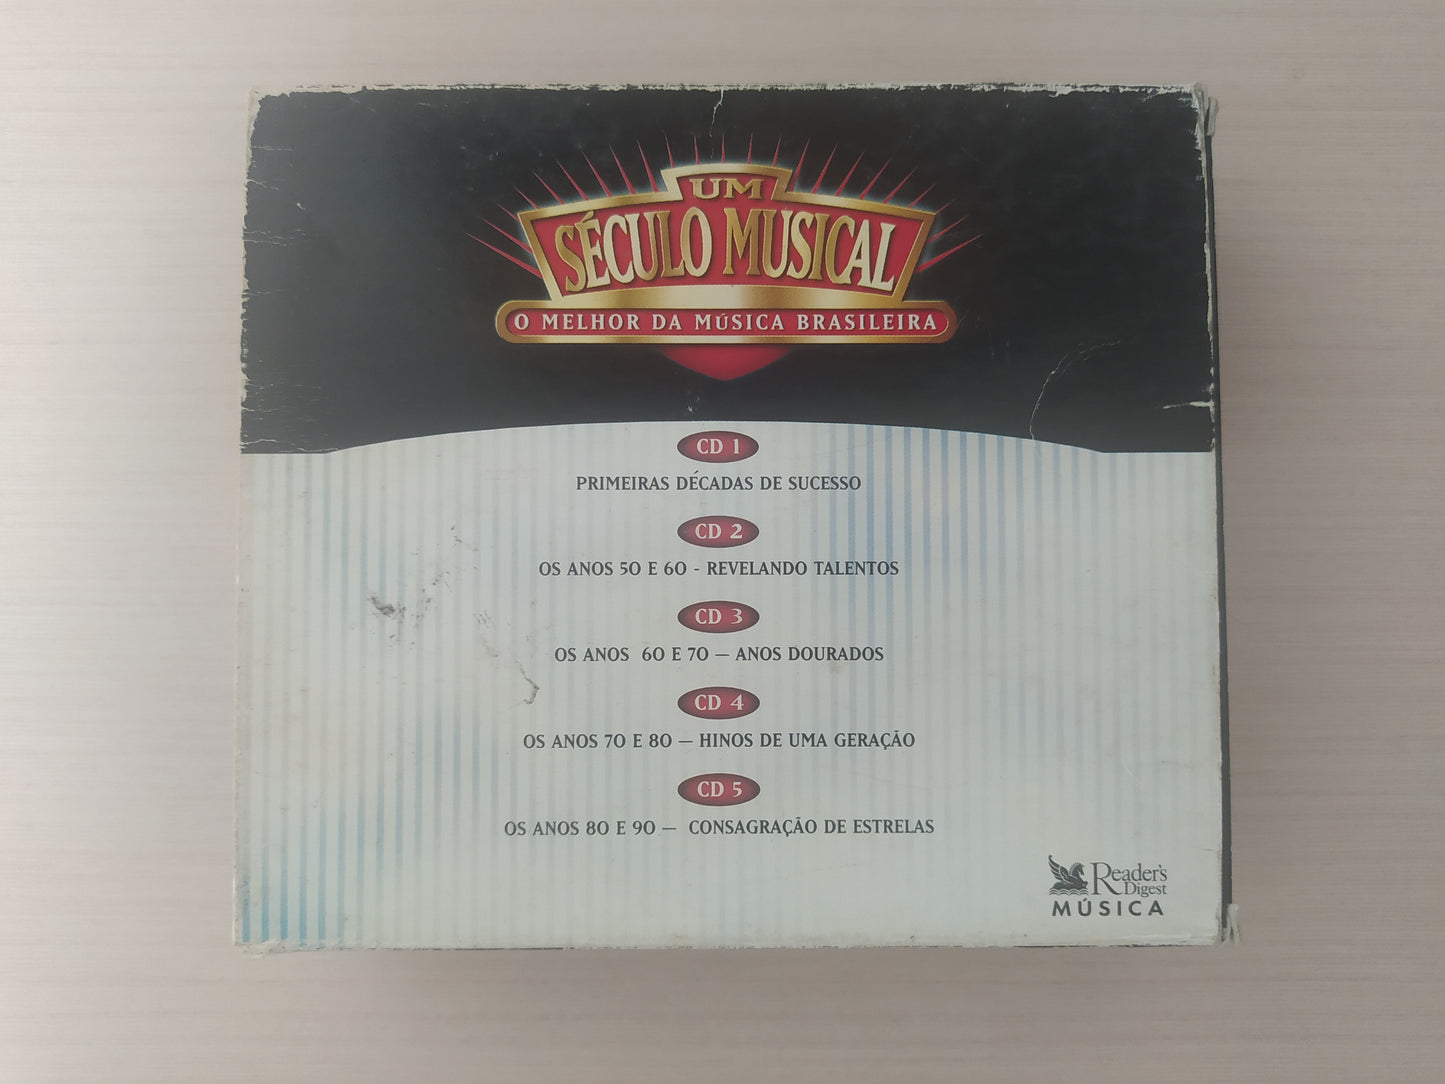 UM
SÉCULO MUSICAL
O MELHOR DA MÚSICA BRASILEIRA
CD 1
PRIMEIRAS DÉCADAS DE SUCESSO
CD 2
OS ANOS 50 E 60 - REVELANDO TALENTOS
CD 3
OS ANOS 60 E 70 — ANOS DOURADOS
CD 4
OS ANOS 70 E 80 — HINOS DE UMA GERAÇÃO
CD 5
OS ANOS 80 E 90 — CONSAGRAÇÃO DE ESTRELAS
Reader's
Digest
MÚSICA